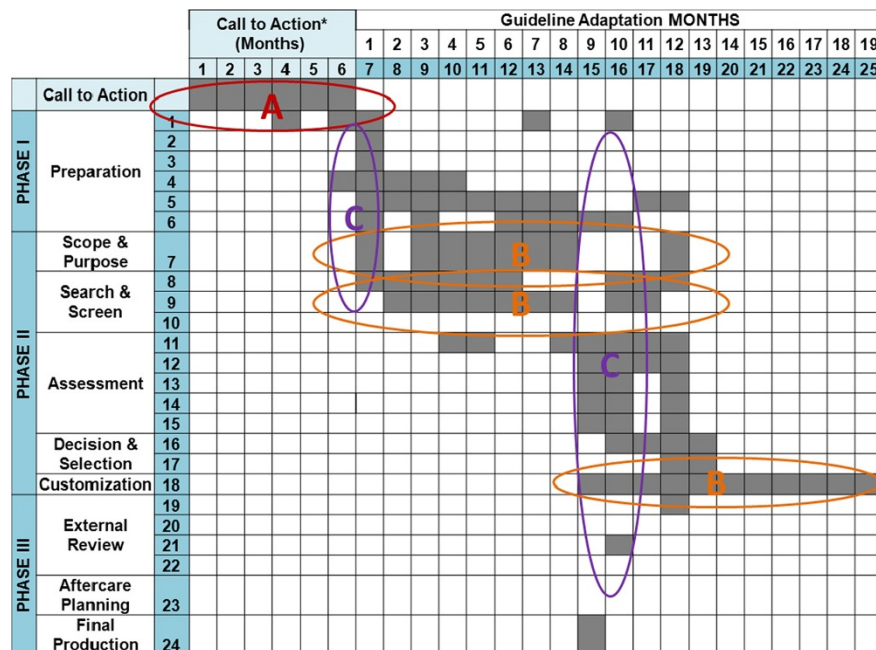 Call to Action*
(Months)
Guideline Adaptation MONTHS
1 2 3 4 5 6 7 8 9 10 11 12 13 14 15 16 17 18 19
1 2 3 4 5 6 7 8 9 10 11 12 13 14 15 16 17 18 19 20 21 22 23 24 25
Call to Action
A
PHASE I
Preparation
1
2
3
4
5
6
C
PHASE II
Scope &
Purpose
7
B
Search &
Screen
8
9
10
B
Assessment
11
12
13
14
15
C
Decision &
Selection
16
17
Customization
18
B
PHASE III
External
Review
19
20
21
22
Aftercare
Planning
23
Final
Production
24